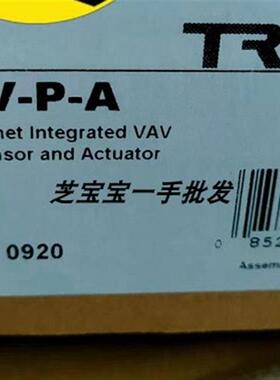 TR
V-P-A
net Integrated VAV
nsor and Actuator
芝宝宝一手批发
0920
0 852
Assem